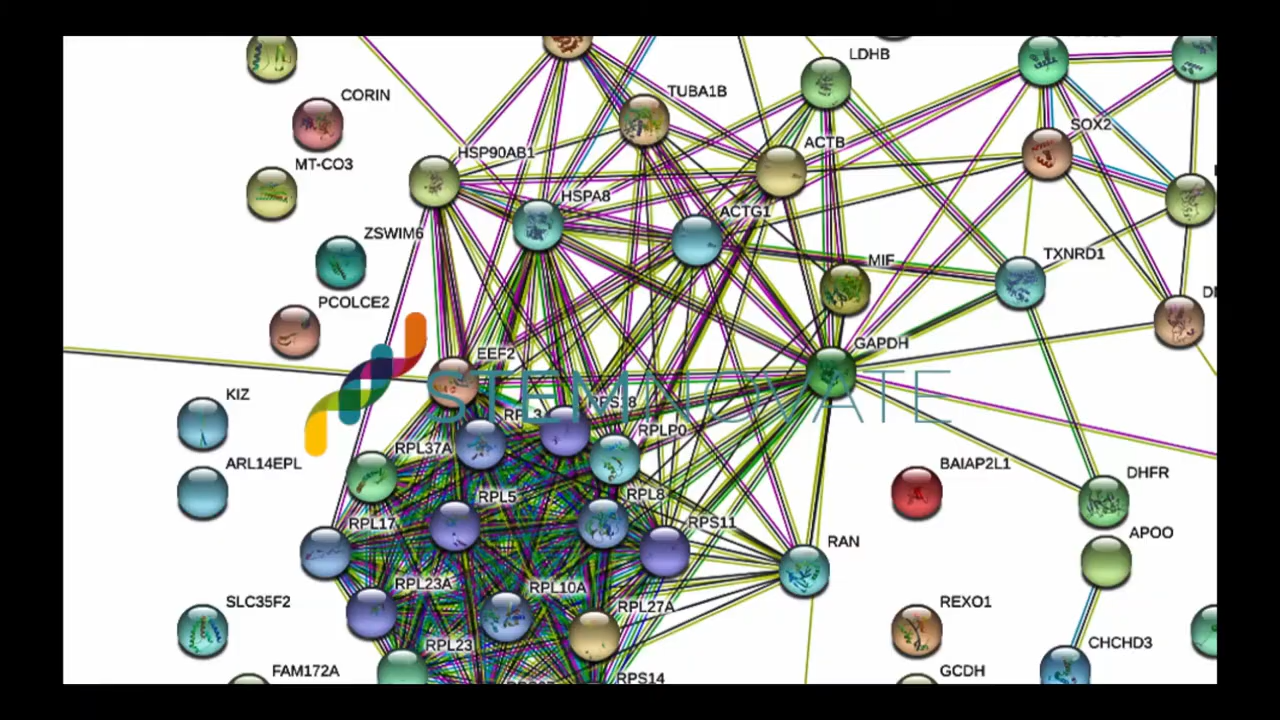 LDHB
TUBA1B
CORIN
SOX2
ACTB
HSP90AB1
MT-CO3
HSPA8
ACTG1
ZSWIM6
TXNRD1
MIF
PCOLCE2
GAPDH
EEF2
STEMNOVATE
KIZ
RPL3
RPLP0
RPL37A
ARL14EPL
BAIAP2L1
DHFR
RPL5
RPL8
RPS11
RPL17
APOO
RAN
RPL23A
RPL10A
SLC35F2
RPL27A
REXO1
RPL23
CHCHD3
FAM172A
GCDH
RPS14